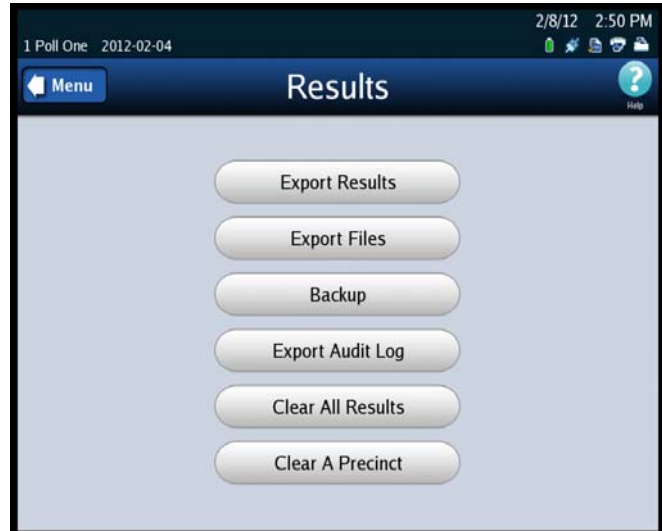 2/8/12 2:50 PM
1 Poll One 2012-02-04
Menu
Results
Help
Export Results
Export Files
Backup
Export Audit Log
Clear All Results
Clear A Precinct